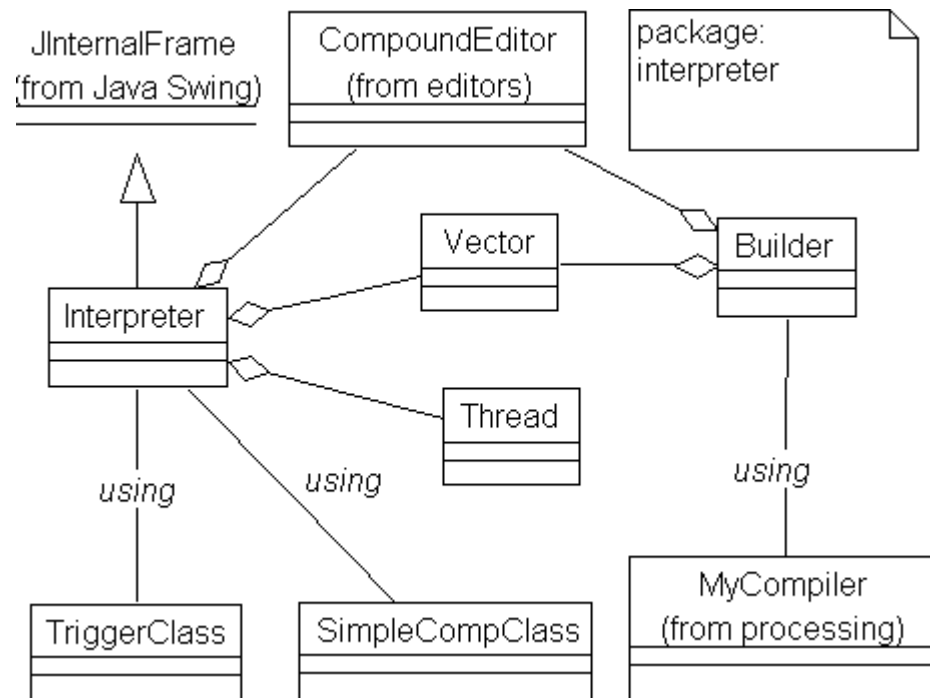 JInternalFrame
(from Java Swing)
CompoundEditor
(from editors)
package:
interpreter
Vector
Builder
Interpreter
Thread
using
using
using
TriggerClass
SimpleCompClass
MyCompiler
(from processing)